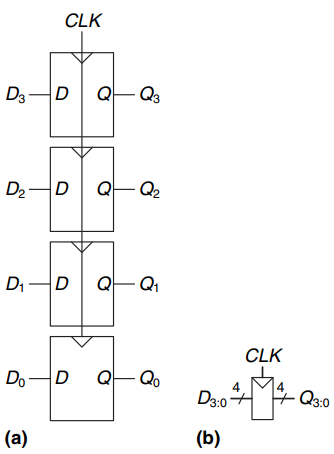 CLK
D3 D Q Q3
D2 D Q Q2
D1 D Q Q1
D0 D Q Q0
(a)
CLK
D3:0 4 4 Q3:0
(b)